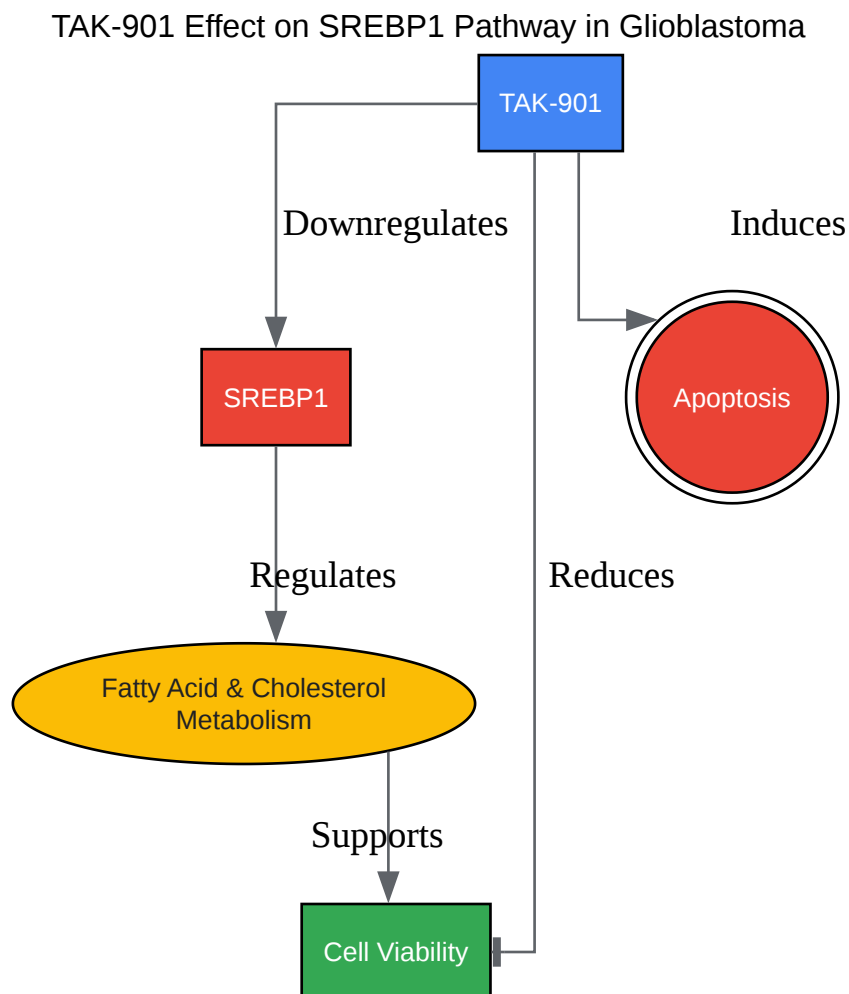 TAK-901 Effect on SREBP1 Pathway in Glioblastoma
TAK-901
Downregulates
Induces
SREBP1
Apoptosis
Regulates
Reduces
Fatty Acid & Cholesterol
Metabolism
Supports
Cell Viability